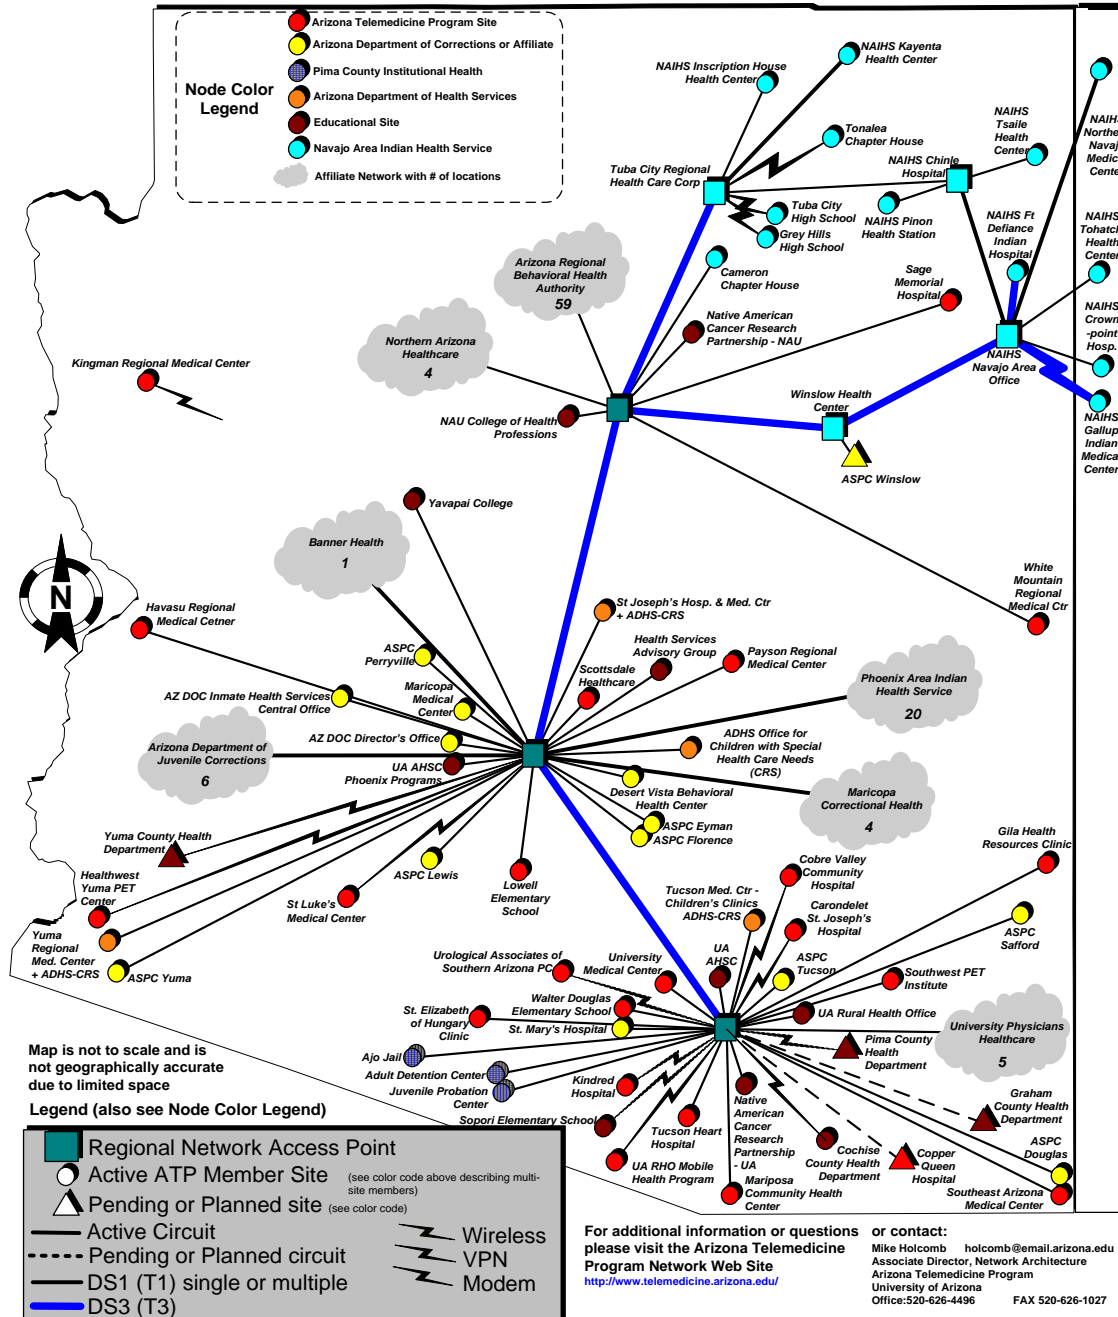 Node Color
Legend
Arizona Telemedicine Program Site
Arizona Department of Corrections or Affiliate
Pima County Institutional Health
Arizona Department of Health Services
Educational Site
Navajo Area Indian Health Service
Affiliate Network with # of locations
NAIHS Kayenta
Health Center
NAIHS Inscription House
Health Center
Tonalea
Chapter House
NAIHS
Tsaile
Health
Center
NAIHS
Northe
Navajo
Medic
Cente
Tuba City Regional
Health Care Corp
NAIHS Chinle
Hospital
Tuba City
High School
NAIHS Pinon
Health Station
Grey Hills
High School
NAIHS Ft
Defiance
Indian
Hospital
NAIHS
Tohatch
Health
Center
Arizona Regional
Behavioral Health
Authority
59
Cameron
Chapter House
Sage
Memorial
Hospital
Native American
Cancer Research
Partnership - NAU
NAIHS
Crown
-point
Hosp.
Northern Arizona
Healthcare
4
NAIHS
Navajo Area
Office
Kingman Regional Medical Center
Winslow Health
Center
NAU College of Health
Professions
NAIHS
Gallup
Indian
Medica
Center
ASPC Winslow
Yavapai College
Banner Health
1
N
White
Mountain
Regional
Medical Ctr
Havasu Regional
Medical Cetner
St Joseph's Hosp. & Med. Ctr
+ ADHS-CRS
ASPC
Perryville
Health Services
Advisory Group
Payson Regional
Medical Center
Scottsdale
Healthcare
Phoenix Area Indian
Health Service
20
Maricopa
Medical
Center
AZ DOC Inmate Health Services
Central Office
AZ DOC Director's Office
ADHS Office for
Children with Special
Health Care Needs
(CRS)
Arizona Department of
Juvenile Corrections
6
UA AHSC
Phoenix Programs
Desert Vista Behavioral
Health Center
Maricopa
Correctional Health
4
ASPC Eyman
ASPC Florence
Yuma County Health
Department
Gila Health
Resources Clinic
Healthwest
Yuma PET
Center
ASPC Lewis
Lowell
Elementary
School
Cobre Valley
Community
Hospital
St Luke's
Medical Center
Tucson Med. Ctr -
Children's Clinics
ADHS-CRS
Carondelet
St. Joseph's
Hospital
Yuma
Regional
Med. Center
+ ADHS-CRS
ASPC
Safford
ASPC Yuma
Urological Associates of
Southern Arizona PC
University
Medical Center
UA
AHSC
ASPC
Tucson
Southwest PET
Institute
St. Elizabeth
of Hungary
Clinic
Walter Douglas
Elementary School
UA Rural Health Office
St. Mary's Hospital
University Physicians
Healthcare
5
Pima County
Health
Department
Map is not to scale and is
not geographically accurate
due to limited space
Ajo Jail
Adult Detention Center
Juvenile Probation
Center
Kindred
Hospital
Graham
County Health
Department
Sopori Elementary School
Tucson Heart
Hospital
Native
American
Cancer
Research
Partnership
- UA
Cochise
County Health
Department
Copper
Queen
Hospital
ASPC
Douglas
UA RHO Mobile
Health Program
Mariposa
Community Health
Center
Southeast Arizona
Medical Center
Legend (also see Node Color Legend)
Regional Network Access Point
Active ATP Member Site (see color code above describing multi-
site members)
Pending or Planned site (see color code)
Active Circuit
Pending or Planned circuit
DS1 (T1) single or multiple
DS3 (T3)
Wireless
VPN
Modem
For additional information or questions
please visit the Arizona Telemedicine
Program Network Web Site
http://www.telemedicine.arizona.edu/
or contact:
Mike Holcomb holcomb@email.arizona.edu
Associate Director, Network Architecture
Arizona Telemedicine Program
University of Arizona
Office:520-626-4496 FAX 520-626-1027